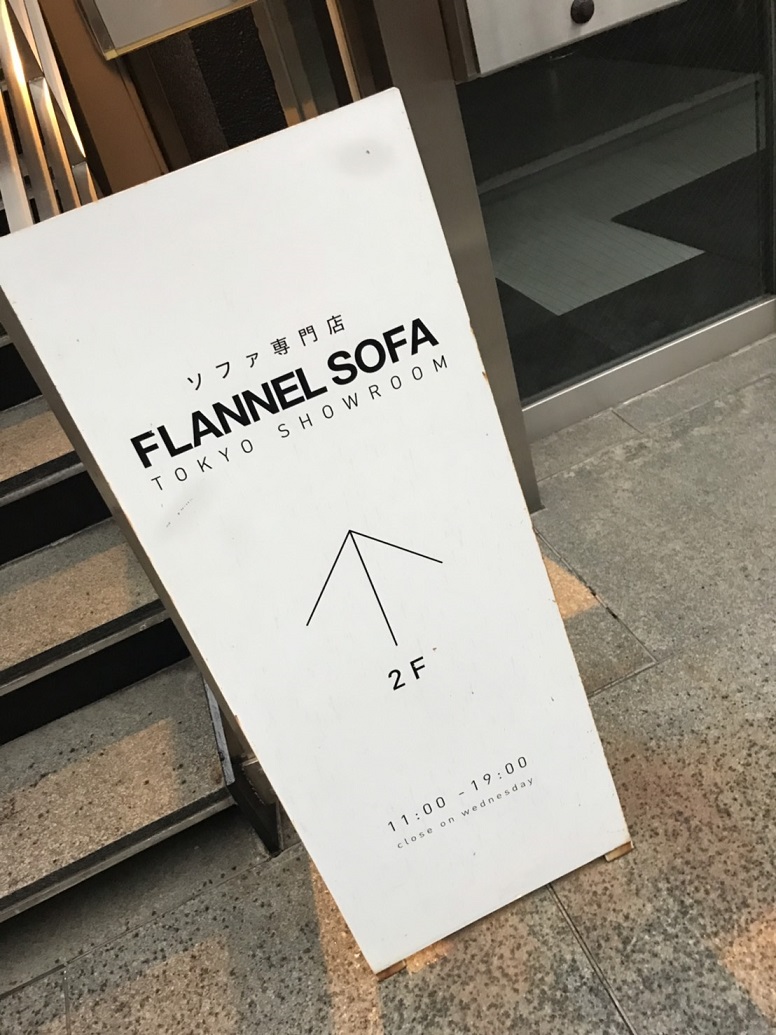 ソファ専門店
FLANNEL SOFA
TOKYO SHOWROOM
2F
11:00 -19:00
close on wednesday